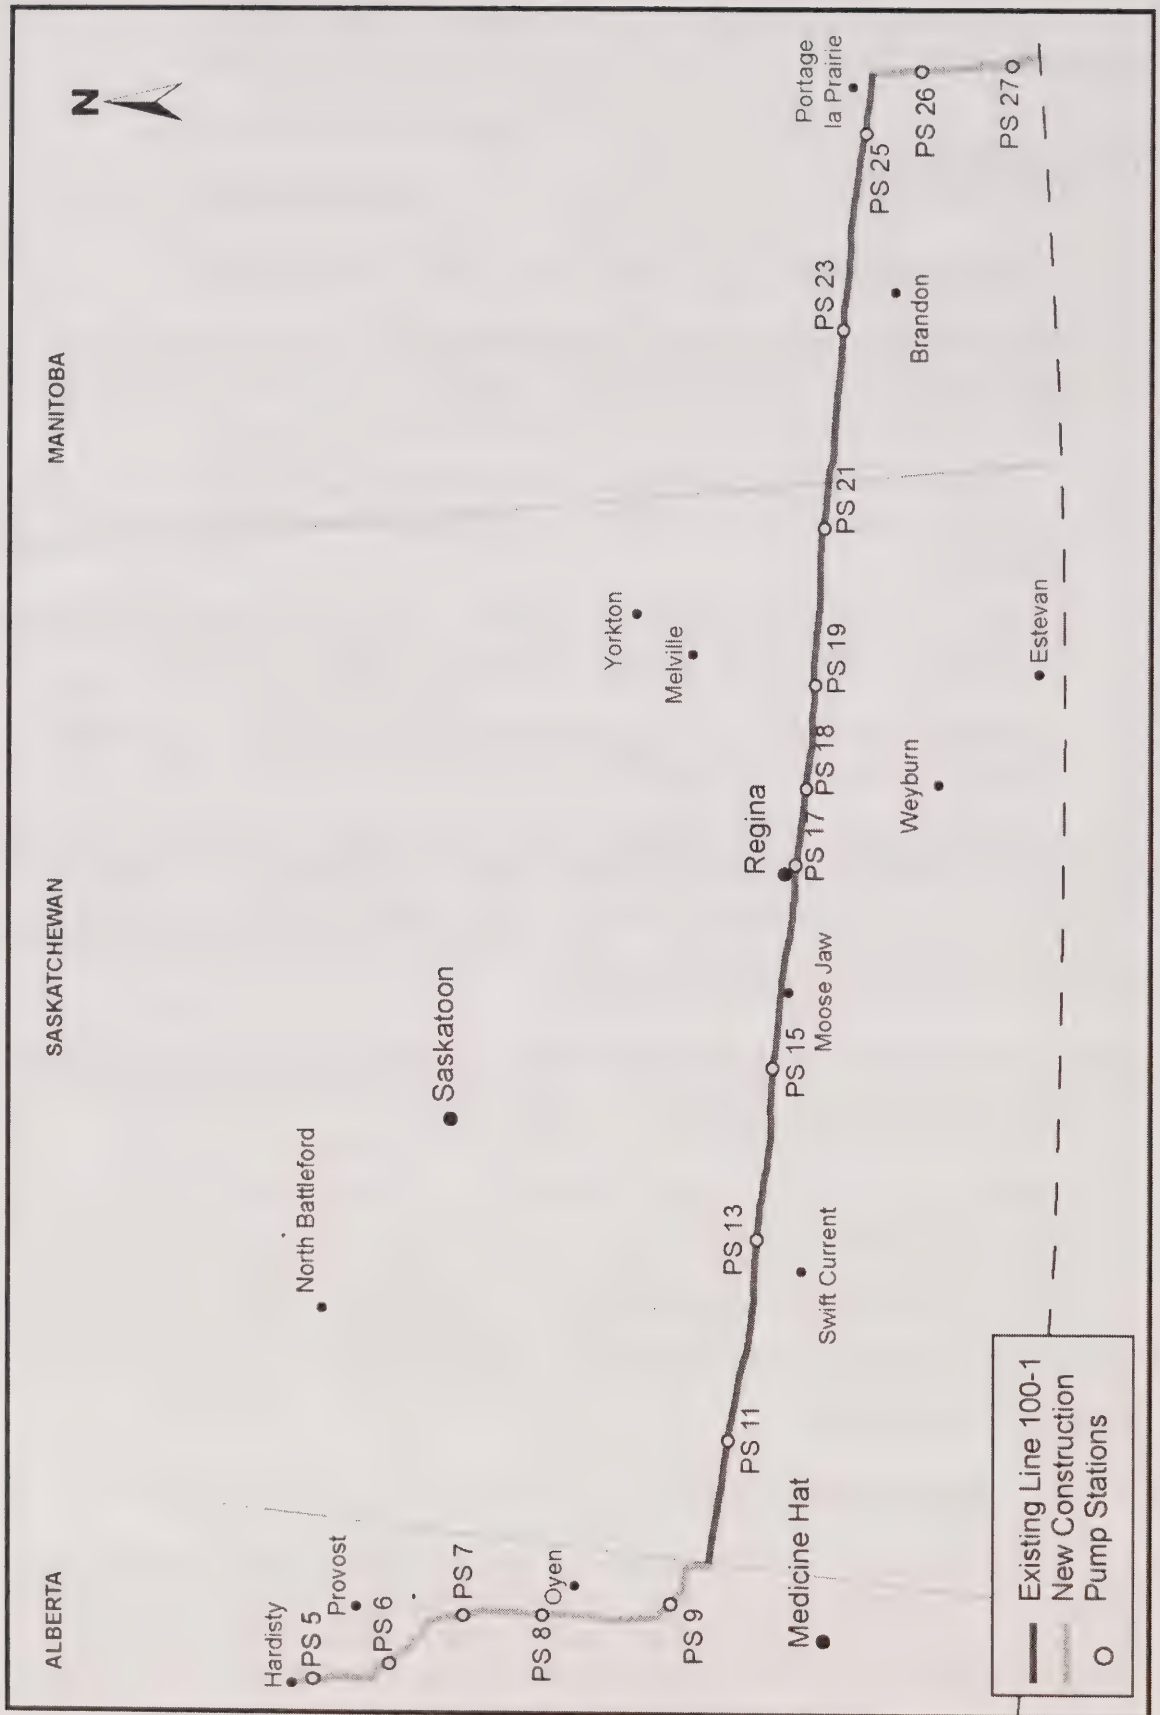 ALBERTA
SASKATCHEWAN
MANITOBA
N
Hardisty
PS 5
Provost
PS 6
PS 7
PS 8
Oyen
PS 9
Medicine Hat
North Battleford
Saskatoon
PS 11
PS 13
Swift Current
PS 15
Moose Jaw
Regina
PS 17
PS 18
Yorkton
Melville
PS 19
Weyburn
Estevan
PS 21
PS 23
Brandon
PS 25
Portage
la Prairie
PS 26
PS 27
Existing Line 100-1
New Construction
Pump Stations